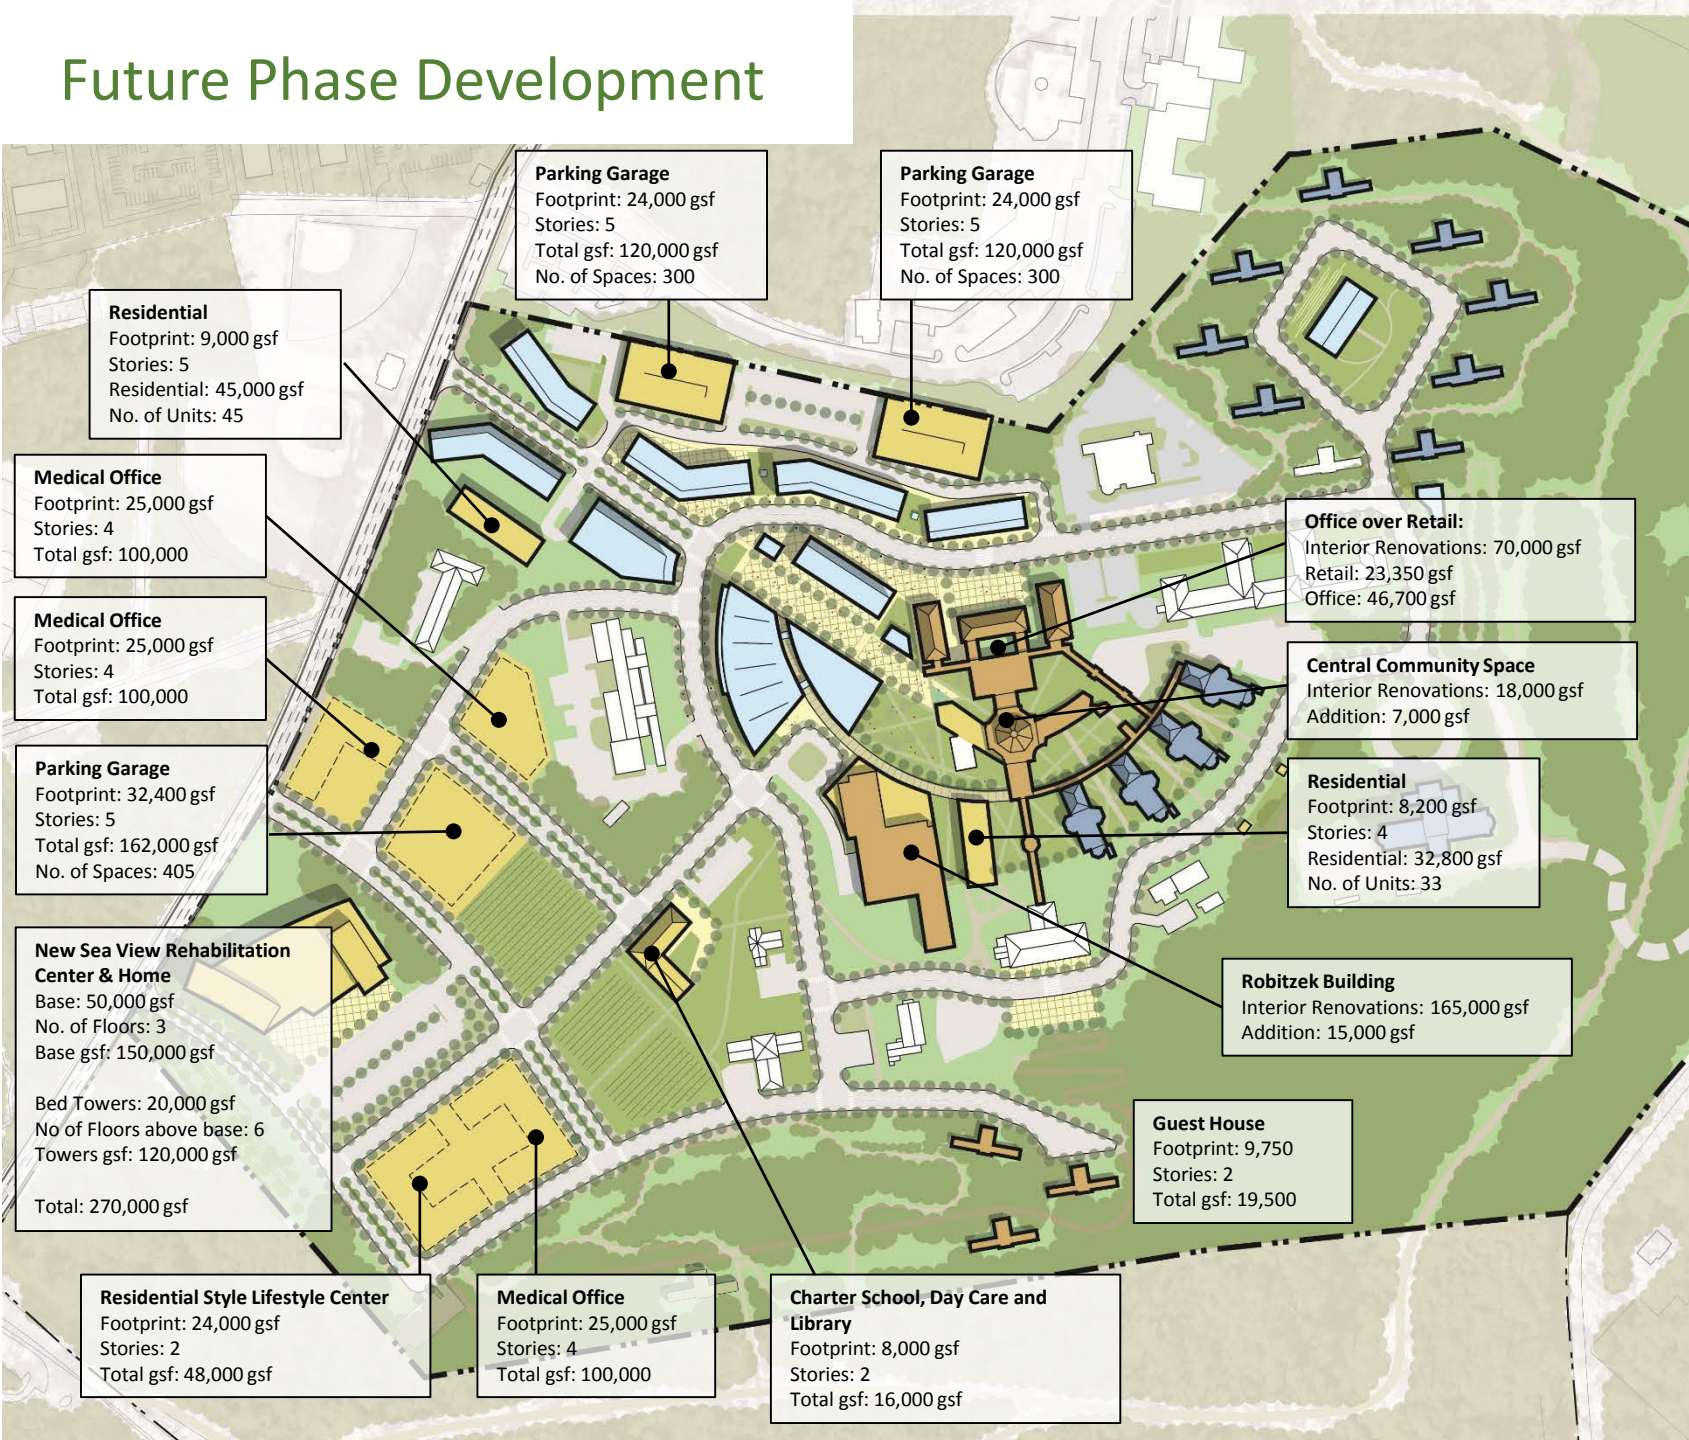 Future Phase Development
Parking Garage
Footprint: 24,000 gsf
Stories: 5
Total gsf: 120,000 gsf
No. of Spaces: 300
Parking Garage
Footprint: 24,000 gsf
Stories: 5
Total gsf: 120,000 gsf
No. of Spaces: 300
Residential
Footprint: 9,000 gsf
Stories: 5
Residential: 45,000 gsf
No. of Units: 45
Medical Office
Footprint: 25,000 gsf
Stories: 4
Total gsf: 100,000
Medical Office
Footprint: 25,000 gsf
Stories: 4
Total gsf: 100,000
Parking Garage
Footprint: 32,400 gsf
Stories: 5
Total gsf: 162,000 gsf
No. of Spaces: 405
New Sea View Rehabilitation
Center & Home
Base: 50,000 gsf
No. of Floors: 3
Base gsf: 150,000 gsf
Bed Towers: 20,000 gsf
No of Floors above base: 6
Towers gsf: 120,000 gsf
Total: 270,000 gsf
Office over Retail:
Interior Renovations: 70,000 gsf
Retail: 23,350 gsf
Office: 46,700 gsf
Central Community Space
Interior Renovations: 18,000 gsf
Addition: 7,000 gsf
Residential
Footprint: 8,200 gsf
Stories: 4
Residential: 32,800 gsf
No. of Units: 33
Robitzek Building
Interior Renovations: 165,000 gsf
Addition: 15,000 gsf
Guest House
Footprint: 9,750
Stories: 2
Total gsf: 19,500
Residential Style Lifestyle Center
Footprint: 24,000 gsf
Stories: 2
Total gsf: 48,000 gsf
Medical Office
Footprint: 25,000 gsf
Stories: 4
Total gsf: 100,000
Charter School, Day Care and
Library
Footprint: 8,000 gsf
Stories: 2
Total gsf: 16,000 gsf